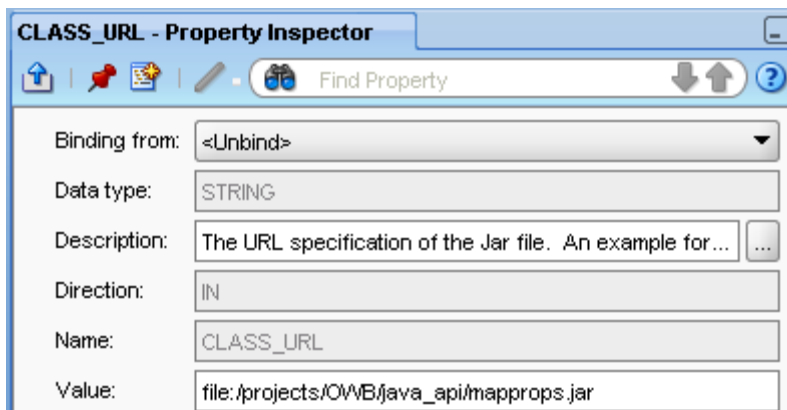 CLASS_URL - Property Inspector
Find Property
Binding from: <Unbind>
Data type: STRING
Description: The URL specification of the Jar file. An example for... ...
Direction: IN
Name: CLASS_URL
Value: file:/projects/OWB/java_api/mapprops.jar